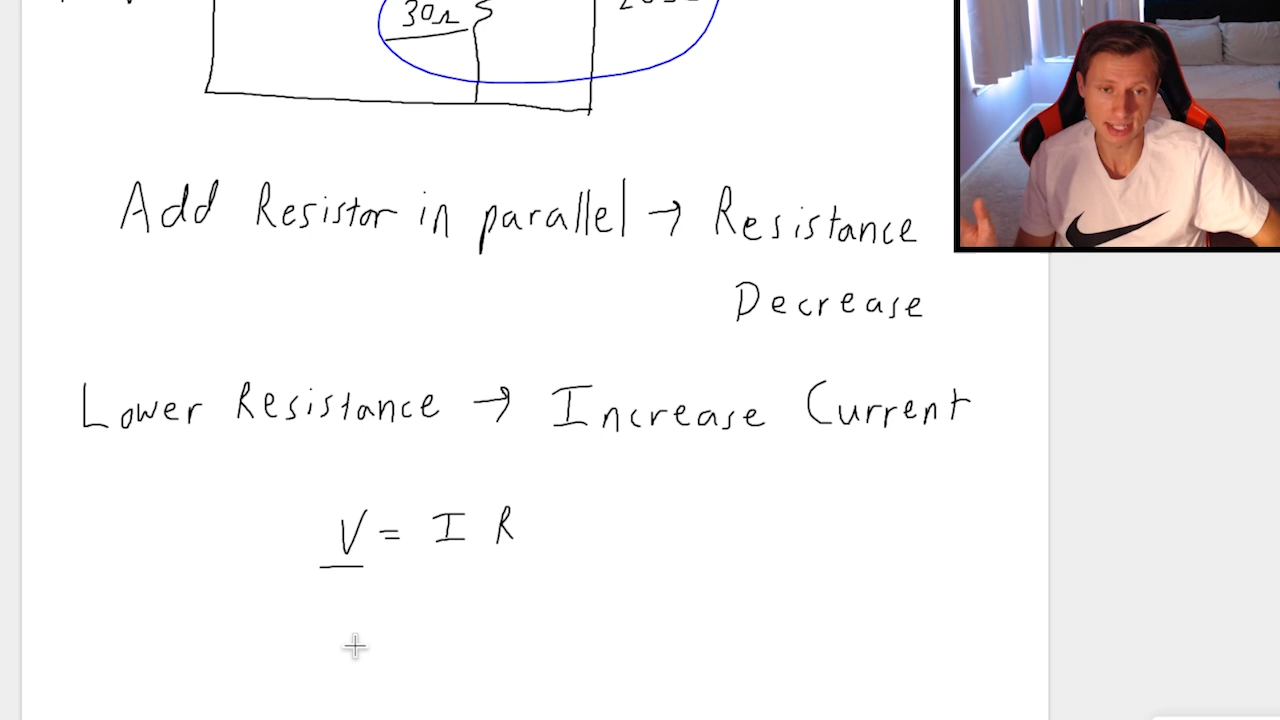 30Ω
Add Resistor in parallel → Resistance
Decrease
Lower Resistance → Increase Current
V = I R